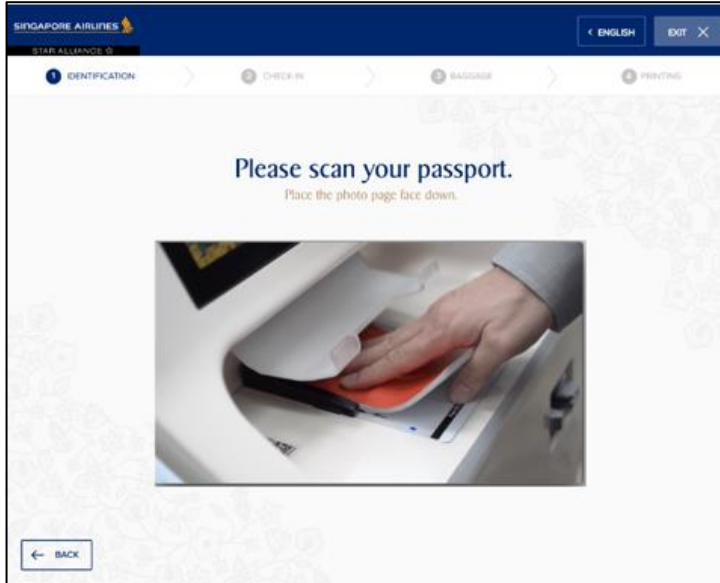 SINGAPORE AIRLINES
STAR ALLIANCE
< ENGLISH
EXIT X
1 IDENTIFICATION
2 CHECK-IN
3 BAGGAGE
4 PRINTING
Please scan your passport.
Place the photo page face down.
← BACK